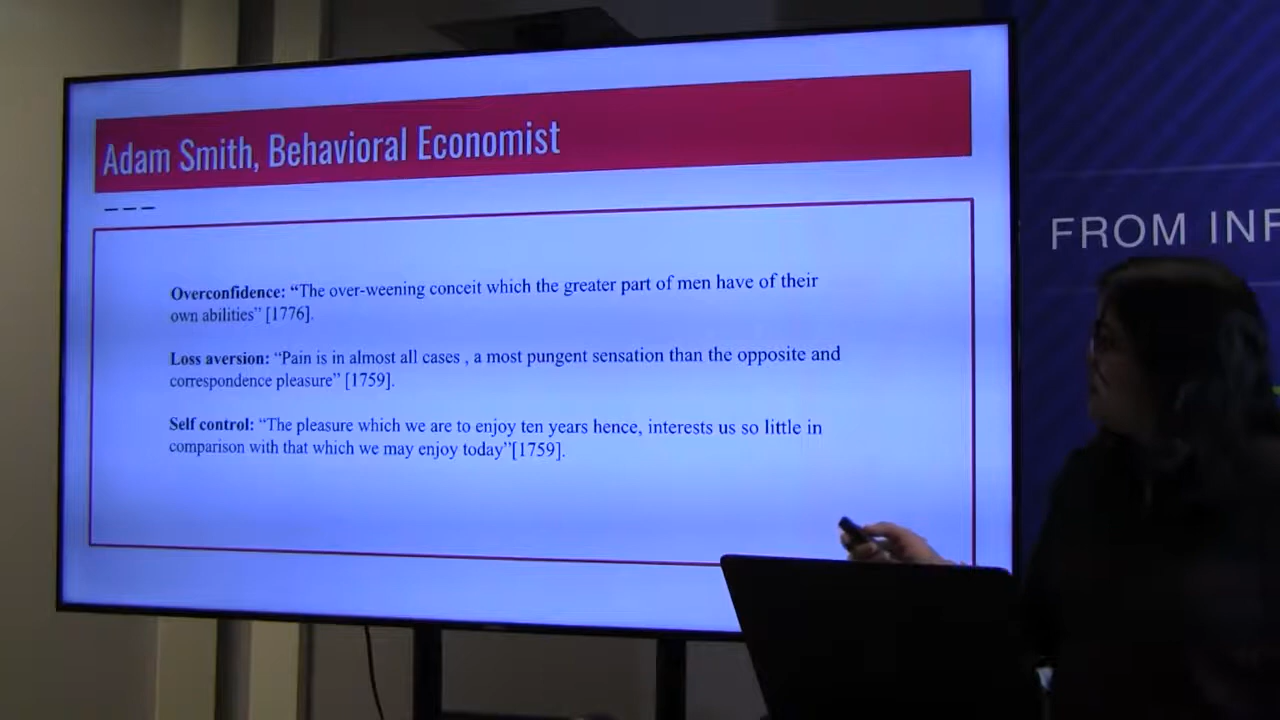 Adam Smith, Behavioral Economist
Overconfidence: “The over-weening conceit which the greater part of men have of their
own abilities” [1776].
Loss aversion: “Pain is in almost all cases , a most pungent sensation than the opposite and
correspondence pleasure” [1759].
Self control: “The pleasure which we are to enjoy ten years hence, interests us so little in
comparison with that which we may enjoy today”[1759].
FROM INF